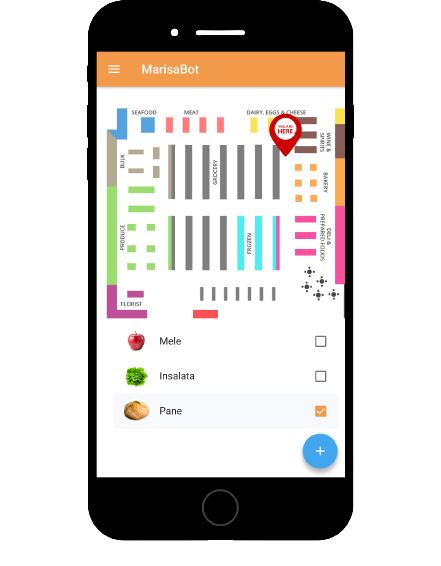 MarisaBot
SEAFOOD MEAT DAIRY, EGGS & CHEESE
YOU ARE
HERE
WINE &
SPIRITS
BULK
GROCERY
BAKERY
PRODUCE
FROZEN
DELI &
PREPARED FOODS
FLORIST
Mele
Insalata
Pane
+